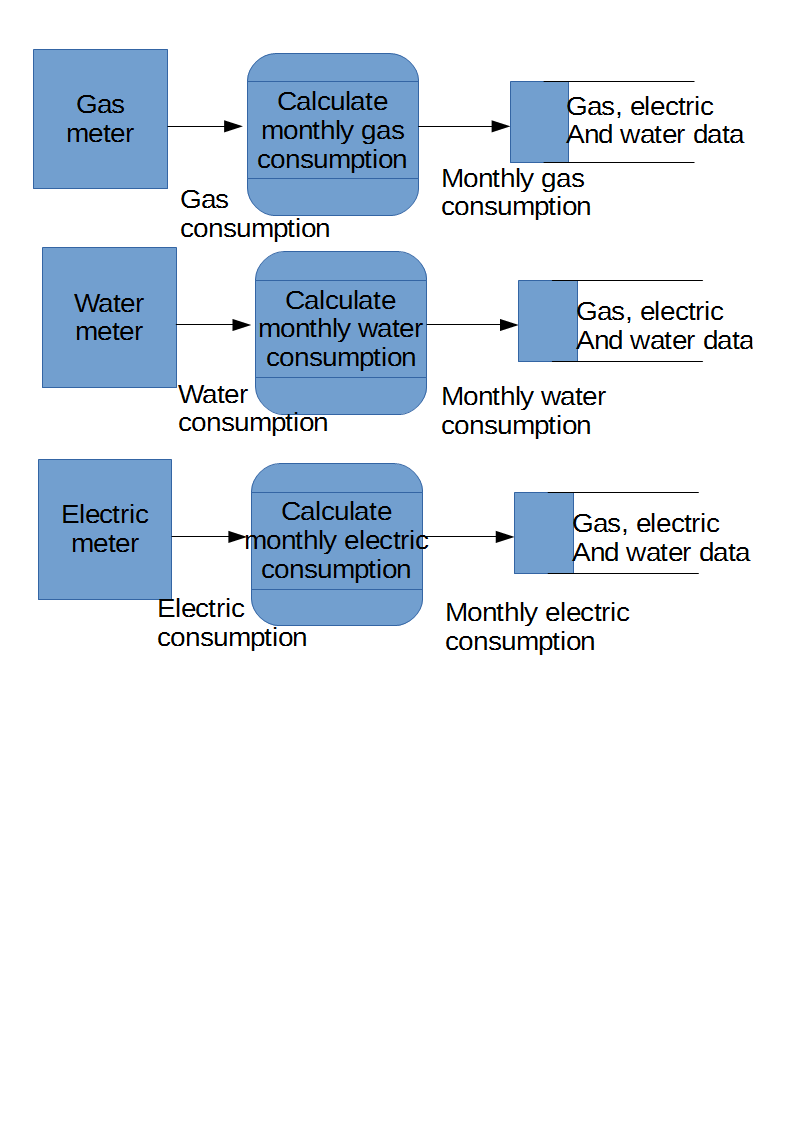 Gas
meter
Calculate
monthly gas
consumption
Gas, electric
And water data
Gas
consumption
Monthly gas
consumption
Water
meter
Calculate
monthly water
consumption
Gas, electric
And water data
Water
consumption
Monthly water
consumption
Electric
meter
Calculate
monthly electric
consumption
Gas, electric
And water data
Electric
consumption
Monthly electric
consumption